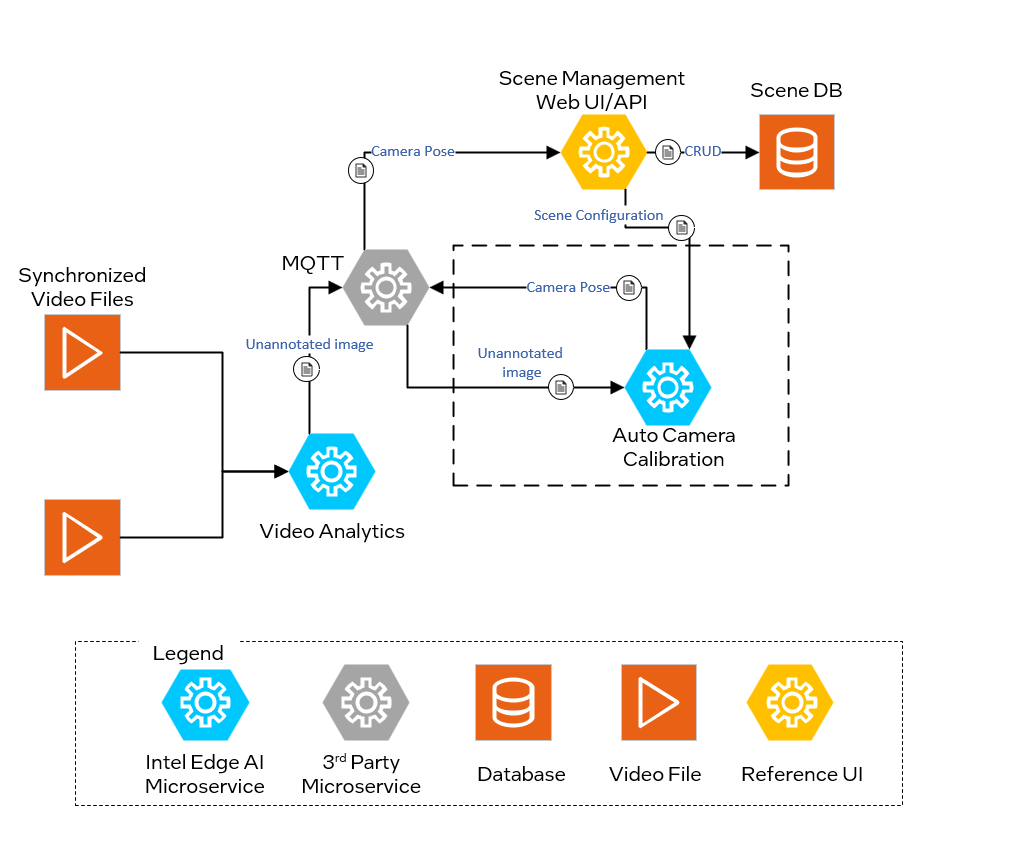 Scene Management
Web UI/API
Scene DB
Camera Pose
CRUD
Scene Configuration
MQTT
Synchronized
Video Files
Camera Pose
Unannotated image
Unannotated
image
Auto Camera
Calibration
Video Analytics
Legend
Intel Edge AI
Microservice
3rd Party
Microservice
Database
Video File
Reference UI